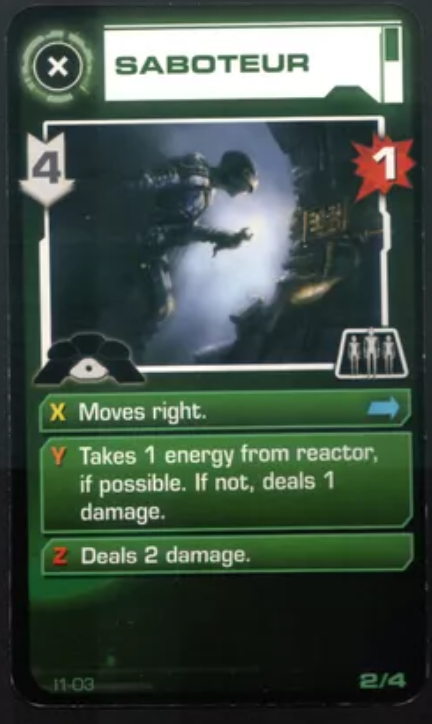 X
SABOTEUR
4
1
X Moves right.
Y Takes 1 energy from reactor,
if possible. If not, deals 1
damage.
Z Deals 2 damage.
I1-03
2/4